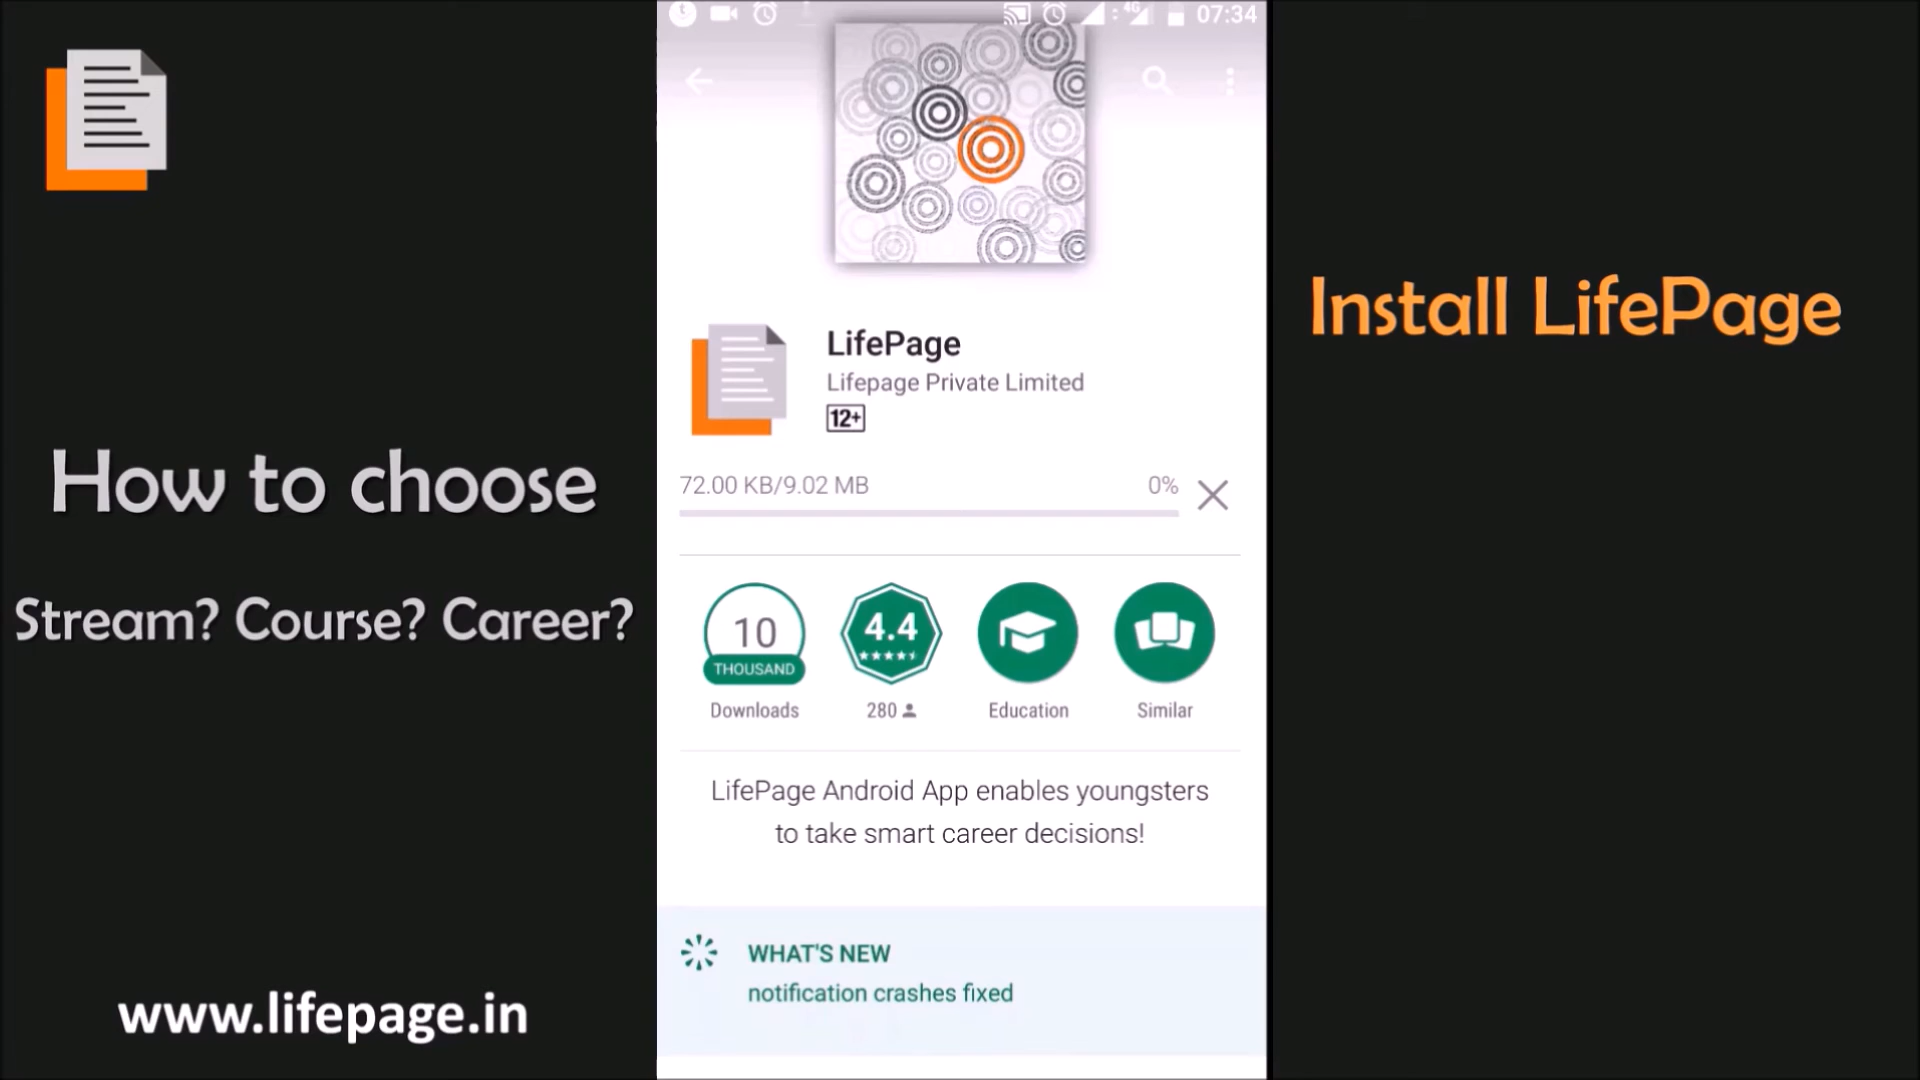 How to choose
Stream? Course? Career?
www.lifepage.in
4G
07:34
LifePage
Lifepage Private Limited
12+
72.00 KB/9.02 MB 0%
10
THOUSAND
Downloads
4.4
280
Education
Similar
LifePage Android App enables youngsters
to take smart career decisions!
WHAT'S NEW
notification crashes fixed
Install LifePage